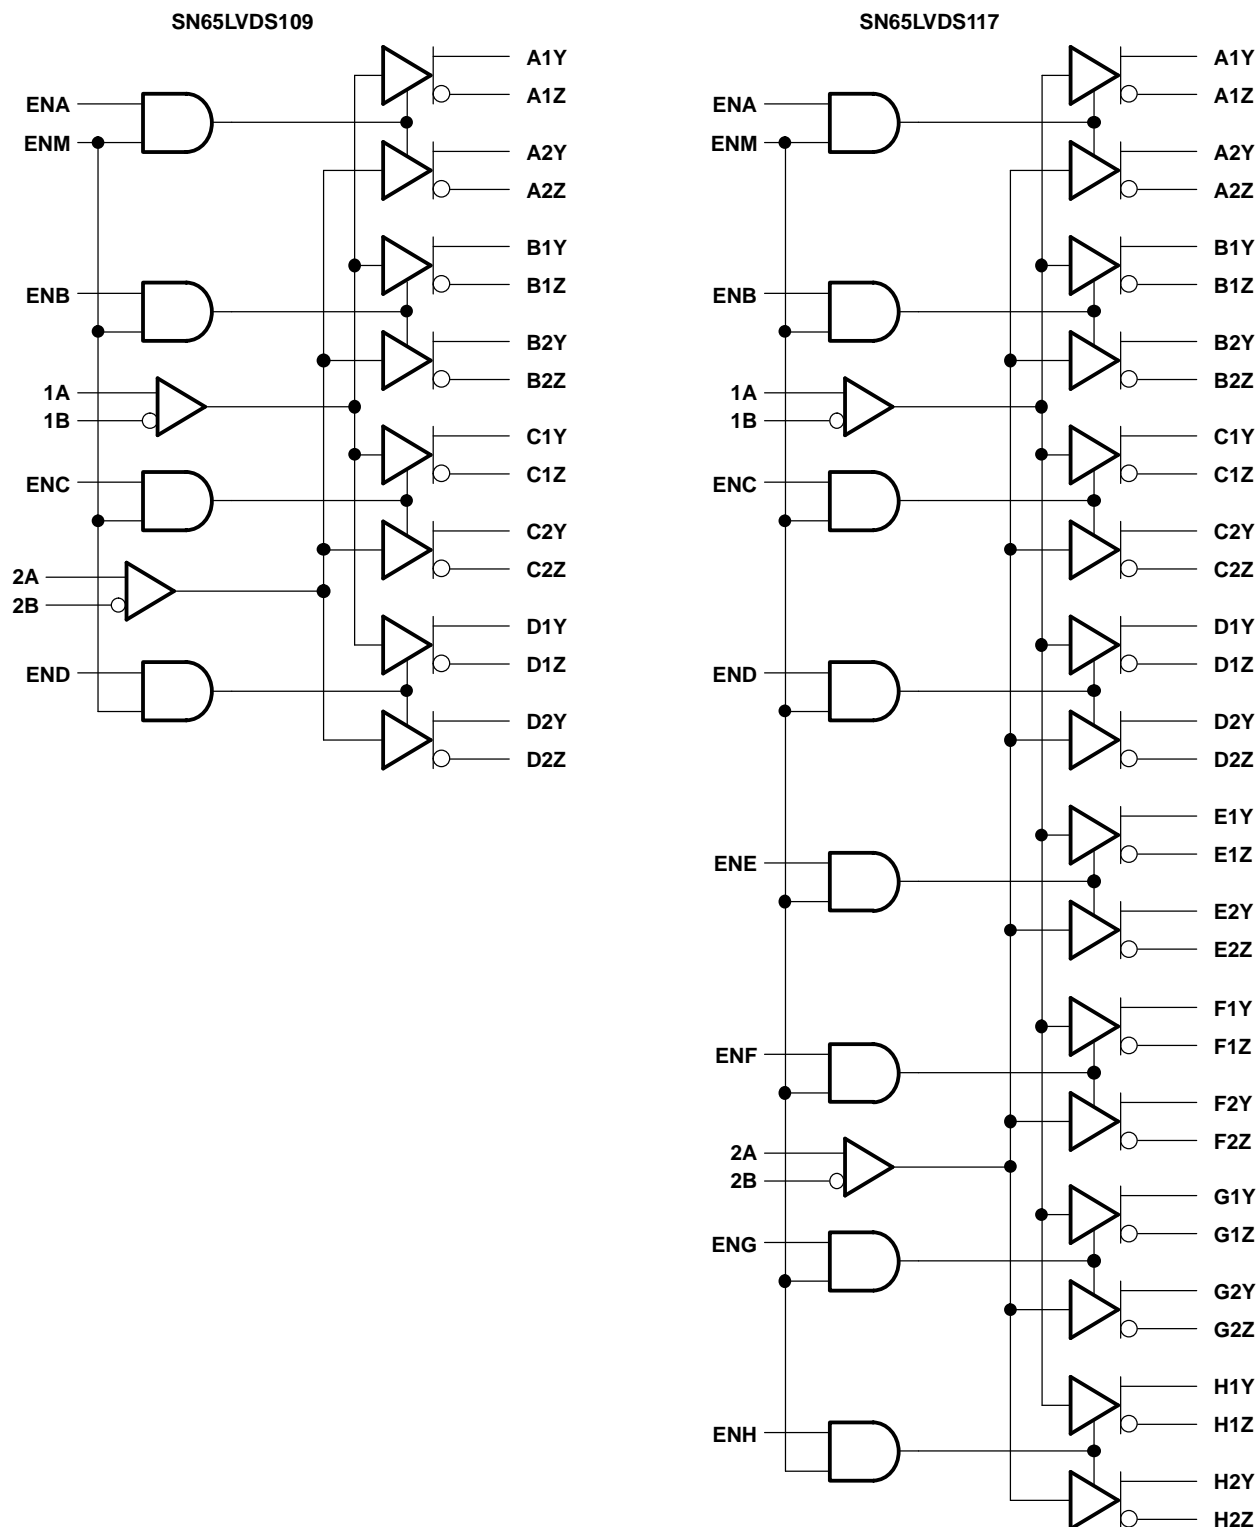 SN65LVDS109
ENA
ENM
ENB
1A
1B
ENC
2A
2B
END
A1Y
A1Z
A2Y
A2Z
B1Y
B1Z
B2Y
B2Z
C1Y
C1Z
C2Y
C2Z
D1Y
D1Z
D2Y
D2Z
SN65LVDS117
ENA
ENM
ENB
1A
1B
ENC
END
ENE
ENF
2A
2B
ENG
ENH
A1Y
A1Z
A2Y
A2Z
B1Y
B1Z
B2Y
B2Z
C1Y
C1Z
C2Y
C2Z
D1Y
D1Z
D2Y
D2Z
E1Y
E1Z
E2Y
E2Z
F1Y
F1Z
F2Y
F2Z
G1Y
G1Z
G2Y
G2Z
H1Y
H1Z
H2Y
H2Z